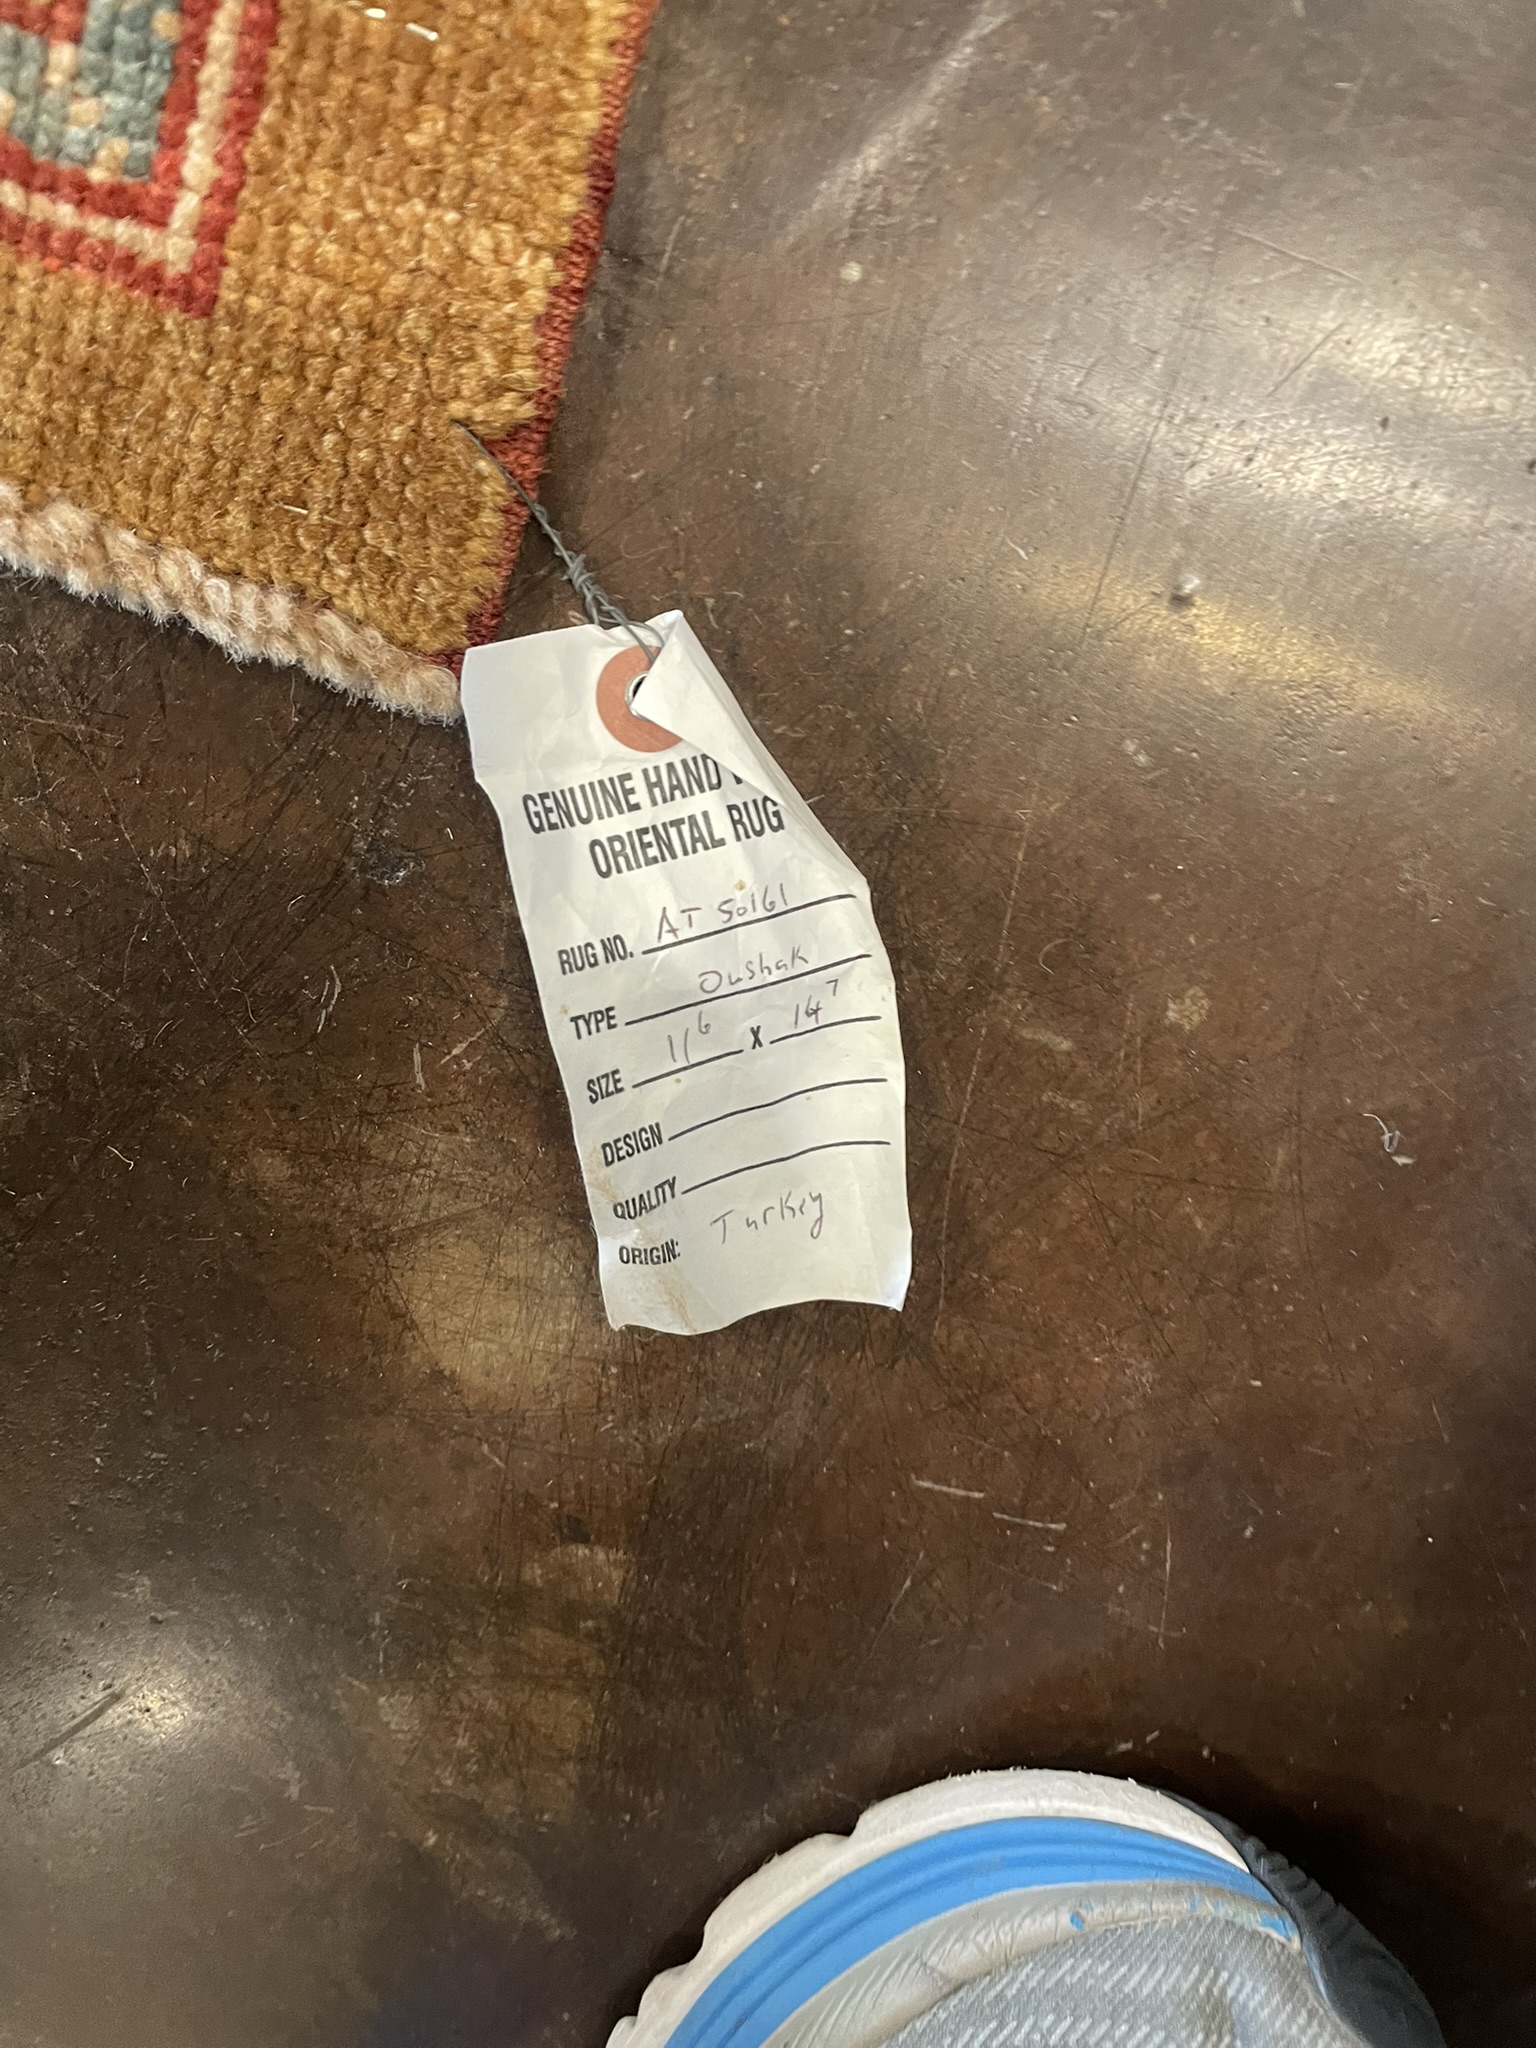 GENUINE HAND
ORIENTAL RUG
RUG NO. AT 50161
TYPE Oushak
SIZE 11⁶ X 14⁷
DESIGN
QUALITY
ORIGIN: Turkey